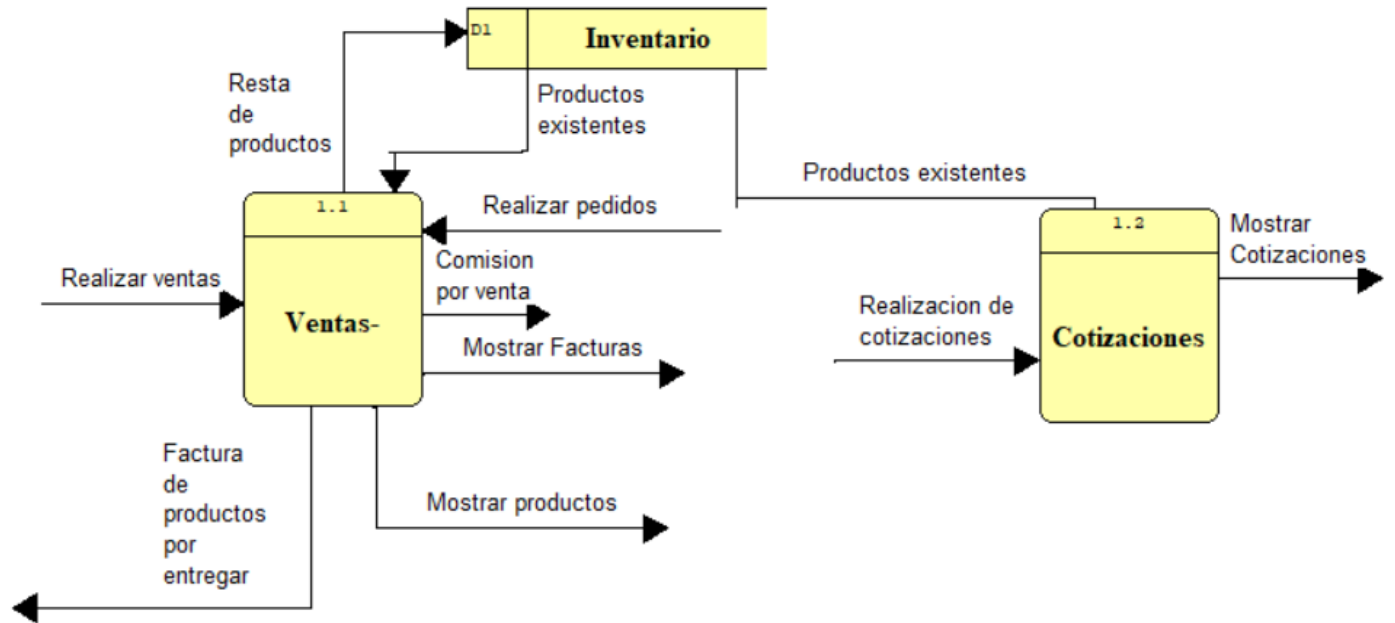 D1
Inventario
Resta
de
productos
Productos
existentes
Productos existentes
1.1
Realizar pedidos
1.2
Mostrar
Cotizaciones
Realizar ventas
Comision
por venta
Ventas-
Realizacion de
cotizaciones
Cotizaciones
Mostrar Facturas
Factura
de
productos
por
entregar
Mostrar productos